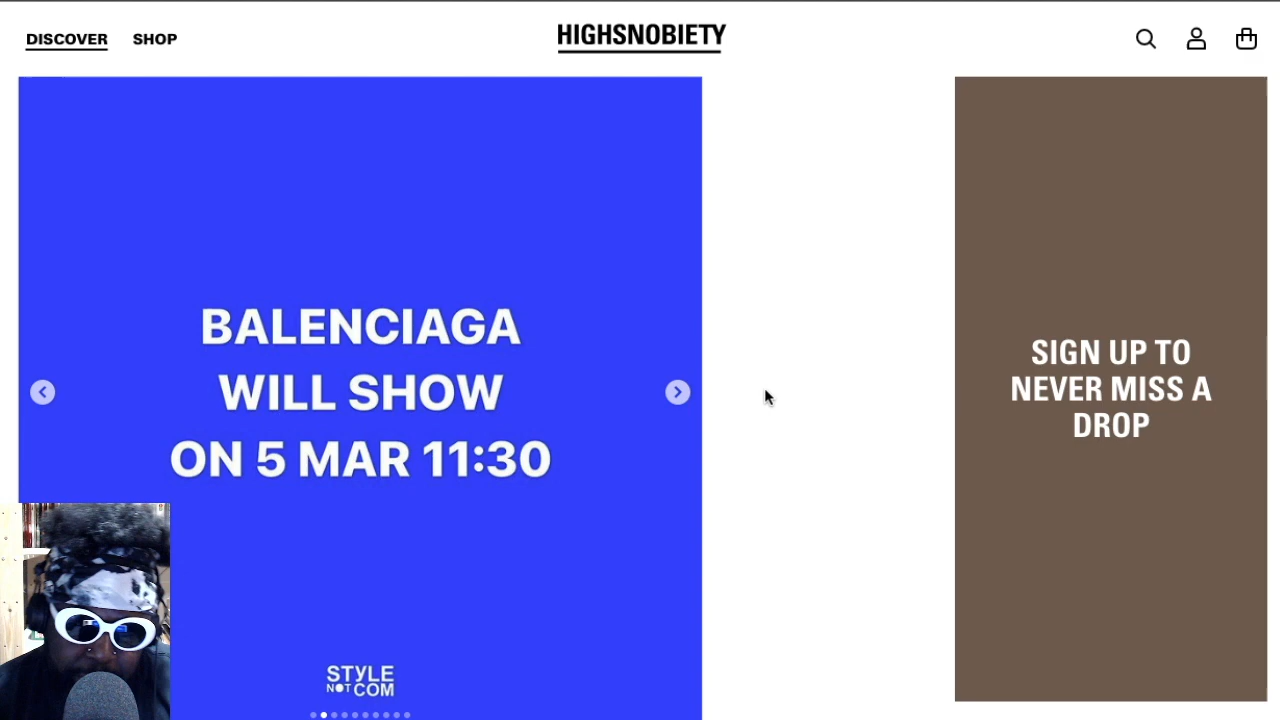 DISCOVER SHOP HIGHSNOBIETY
BALENCIAGA
WILL SHOW
ON 5 MAR 11:30
STYLE
NOT COM
SIGN UP TO
NEVER MISS A
DROP